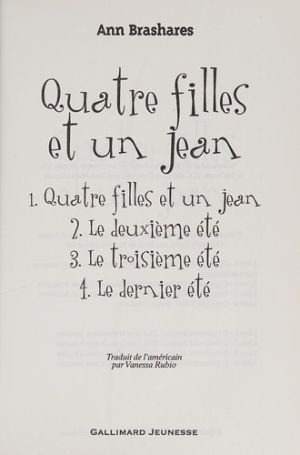 Ann Brashares
Quatre filles
et un jean
1. Quatre filles et un jean
2. Le deuxième été
3. Le troisième été
4. Le dernier été
Traduit de l'américain
par Vanessa Rubio
GALLIMARD JEUNESSE